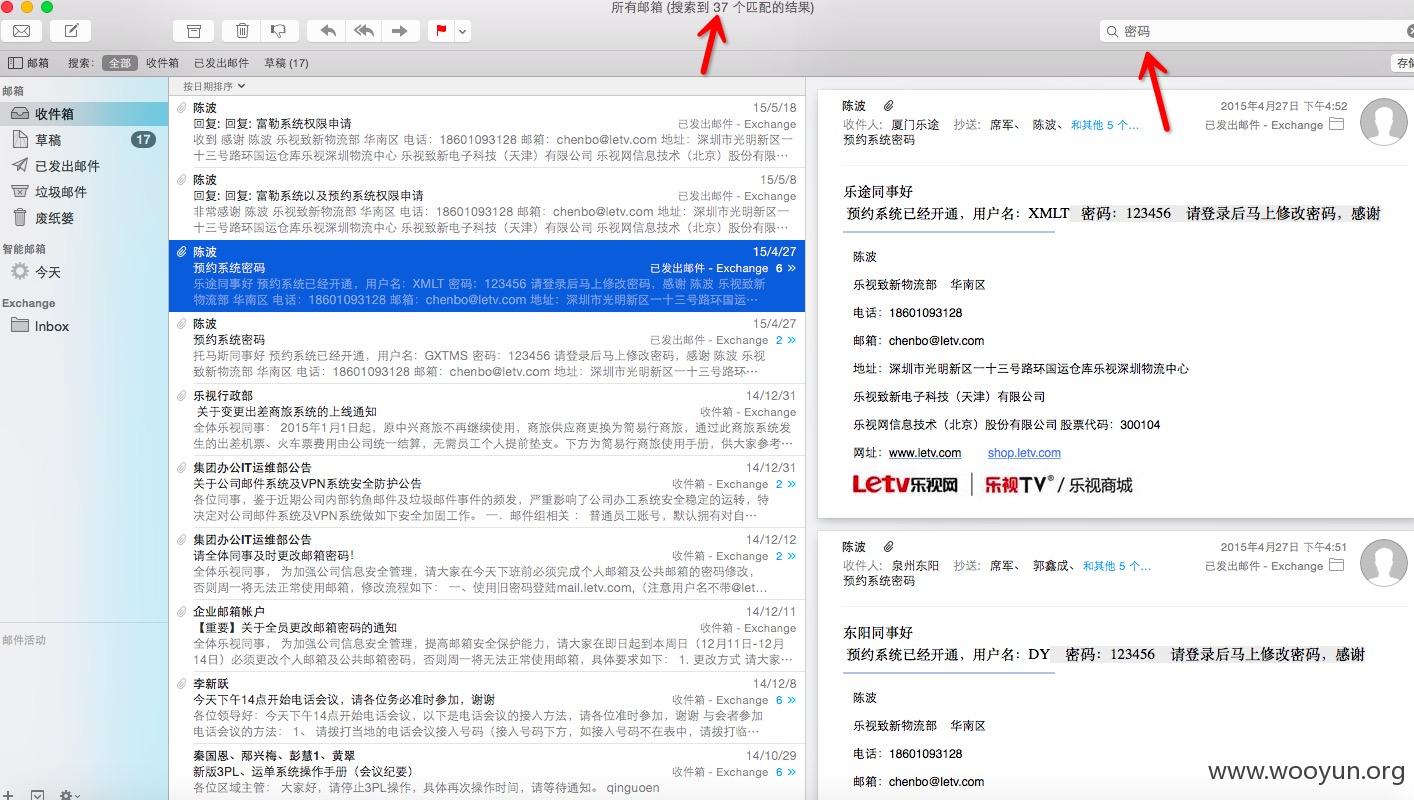 所有邮箱 (搜索到 37 个匹配的结果)
密码
邮箱 搜索: 全部 收件箱 已发出邮件 草稿 (17)
邮箱
收件箱
草稿 17
已发出邮件
垃圾邮件
废纸篓
智能邮箱
今天
Exchange
Inbox
邮件活动
按日期排序
陈波 15/5/18
回复: 回复: 富勒系统权限申请 已发出邮件 - Exchange
收到 感谢 陈波 乐视致新物流部 华南区 电话：18601093128 邮箱：chenbo@letv.com 地址：深圳市光明新区一
十三号路环国运仓库乐视深圳物流中心 乐视致新电子科技（天津）有限公司 乐视网信息技术（北京）股份有限…
陈波 15/5/8
回复: 回复: 富勒系统以及预约系统权限申请 已发出邮件 - Exchange
非常感谢 陈波 乐视致新物流部 华南区 电话：18601093128 邮箱：chenbo@letv.com 地址：深圳市光明新区一
十三号路环国运仓库乐视深圳物流中心 乐视致新电子科技（天津）有限公司 乐视网信息技术（北京）股份有限…
陈波 15/4/27
预约系统密码 已发出邮件 - Exchange 6 »
乐途同事好 预约系统已经开通，用户名：XMLT 密码：123456 请登录后马上修改密码，感谢 陈波 乐视致新
物流部 华南区 电话：18601093128 邮箱：chenbo@letv.com 地址：深圳市光明新区一十三号路环国运…
陈波 15/4/27
预约系统密码 已发出邮件 - Exchange 2 »
托马斯同事好 预约系统已经开通，用户名：GXTMS 密码：123456 请登录后马上修改密码，感谢 陈波 乐视
致新物流部 华南区 电话：18601093128 邮箱：chenbo@letv.com 地址：深圳市光明新区一十三号路环…
乐视行政部 14/12/31
关于变更出差商旅系统的上线通知 收件箱 - Exchange
全体乐视同事： 2015年1月1日起，原中兴商旅不再继续使用，商旅供应商更换为简易行商旅，通过此商旅系统发
生的出差机票、火车票费用由公司统一结算，无需员工个人提前垫支。下方为简易行商旅使用手册，供大家参考…
集团办公IT运维部公告 14/12/31
关于公司邮件系统及VPN系统安全防护公告 收件箱 - Exchange 2 »
各位同事，鉴于近期公司内部钓鱼邮件及垃圾邮件事件的频发，严重影响了公司办工系统安全稳定的运转，特
决定对公司邮件系统及VPN系统做如下安全加固工作。 一．邮件组相关 ： 普通员工账号，默认拥有对自…
集团办公IT运维部公告 14/12/12
请全体同事及时更改邮箱密码！ 收件箱 - Exchange 2 »
全体乐视同事， 为加强公司信息安全管理，请大家在今天下班前必须完成个人邮箱及公共邮箱的密码修改，
否则周一将无法正常使用邮箱，修改流程如下： 一、使用旧密码登陆mail.letv.com,（注意用户名不带@let…
企业邮箱帐户 14/12/11
【重要】关于全员更改邮箱密码的通知 收件箱 - Exchange
全体乐视同事， 为加强公司信息安全管理，提高邮箱安全保护能力，请大家在即日起到本周日（12月11日-12月
14日）必须更改个人邮箱及公共邮箱密码，否则周一将无法正常使用邮箱，具体要求如下： 1. 更改方式 请大家…
李新跃 14/12/8
今天下午14点开始电话会议，请各位务必准时参加，谢谢 收件箱 - Exchange 6 »
各位领导好：今天下午14点开始电话会议，以下是电话会议的接入方法，请各位准时参加，谢谢 与会者参加
电话会议的方法： 1、 请拨打当地的电话会议接入号码（接入号码下方，如接入号码不在表中，请拨打临…
秦国恩、邴兴梅、彭慧1、黄翠 14/10/29
新版3PL、运单系统操作手册（会议纪要） 收件箱 - Exchange 6 »
各位区域主管： 大家好，请停止3PL操作，具体再次操作时间，请等待通知。 qinguoen
陈波 2015年4月27日 下午4:52
收件人: 厦门乐途 抄送: 席军、 陈波、 和其他 5 个… 已发出邮件 - Exchange
预约系统密码
乐途同事好
预约系统已经开通，用户名：XMLT 密码：123456 请登录后马上修改密码，感谢
陈波
乐视致新物流部 华南区
电话：18601093128
邮箱：chenbo@letv.com
地址：深圳市光明新区一十三号路环国运仓库乐视深圳物流中心
乐视致新电子科技（天津）有限公司
乐视网信息技术（北京）股份有限公司 股票代码：300104
网址：www.letv.com shop.letv.com
Letv乐视网 | 乐视TV® / 乐视商城
陈波 2015年4月27日 下午4:51
收件人: 泉州东阳 抄送: 席军、 郭鑫成、 和其他 5 个… 已发出邮件 - Exchange
预约系统密码
东阳同事好
预约系统已经开通，用户名：DY 密码：123456 请登录后马上修改密码，感谢
陈波
乐视致新物流部 华南区
电话：18601093128
邮箱：chenbo@letv.com
www.wooyun.org